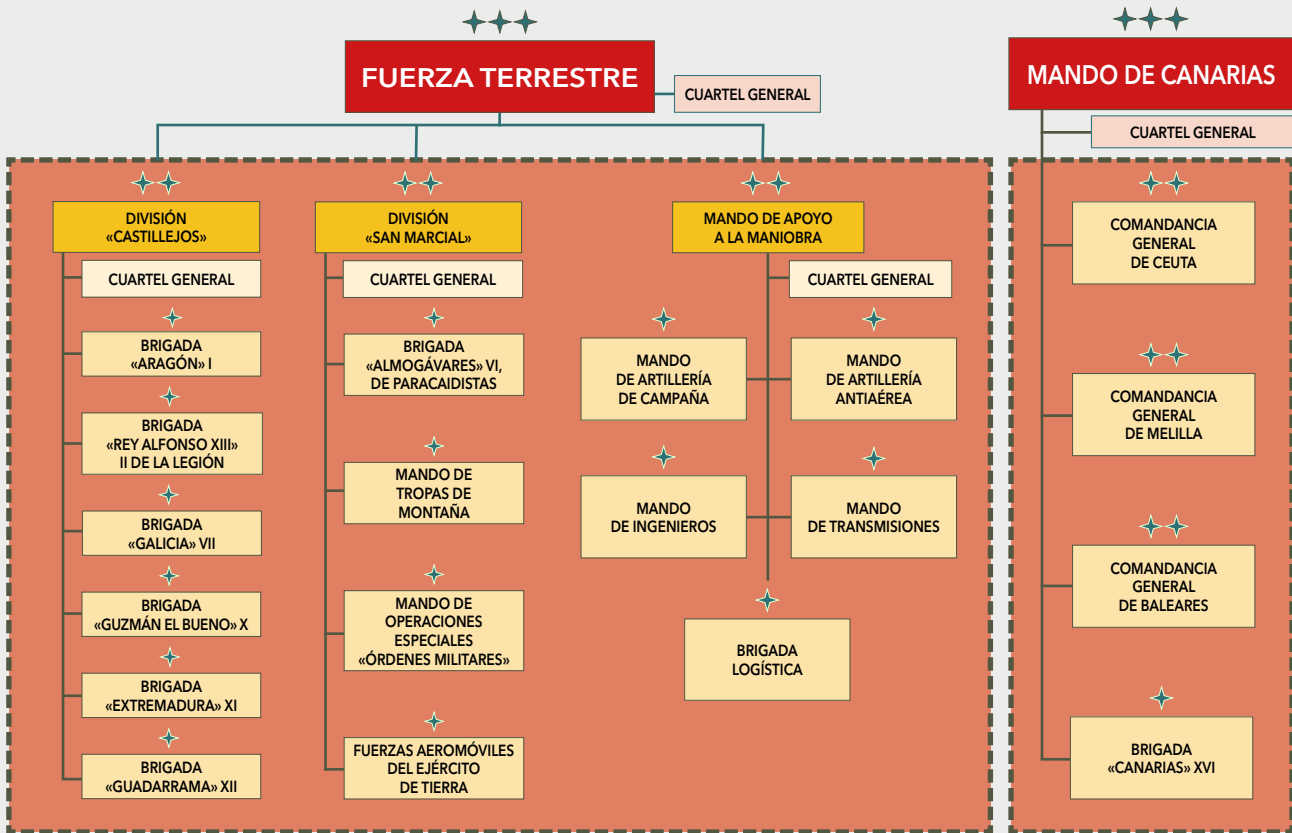 FUERZA TERRESTRE
CUARTEL GENERAL
DIVISIÓN
«CASTILLEJOS»
CUARTEL GENERAL
BRIGADA
«ARAGÓN» I
BRIGADA
«REY ALFONSO XIII»
II DE LA LEGIÓN
BRIGADA
«GALICIA» VII
BRIGADA
«GUZMÁN EL BUENO» X
BRIGADA
«EXTREMADURA» XI
BRIGADA
«GUADARRAMA» XII
DIVISIÓN
«SAN MARCIAL»
CUARTEL GENERAL
BRIGADA
«ALMOGÁVARES» VI,
DE PARACAIDISTAS
MANDO DE
TROPAS DE
MONTAÑA
MANDO DE
OPERACIONES
ESPECIALES
«ÓRDENES MILITARES»
FUERZAS AEROMÓVILES
DEL EJÉRCITO
DE TIERRA
MANDO DE APOYO
A LA MANIOBRA
CUARTEL GENERAL
MANDO
DE ARTILLERÍA
DE CAMPAÑA
MANDO
DE ARTILLERÍA
ANTIAÉREA
MANDO
DE INGENIEROS
MANDO
DE TRANSMISIONES
BRIGADA
LOGÍSTICA
MANDO DE CANARIAS
CUARTEL GENERAL
COMANDANCIA
GENERAL
DE CEUTA
COMANDANCIA
GENERAL
DE MELILLA
COMANDANCIA
GENERAL
DE BALEARES
BRIGADA
«CANARIAS» XVI